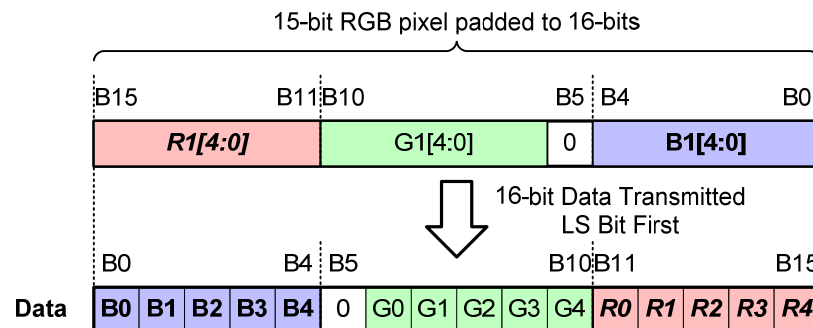 15-bit RGB pixel padded to 16-bits
B15 B11 B10 B5 B4 B0
R1[4:0] G1[4:0] 0 B1[4:0]
16-bit Data Transmitted
LS Bit First
B0 B4 B5 B10 B11 B15
Data B0 B1 B2 B3 B4 0 G0 G1 G2 G3 G4 R0 R1 R2 R3 R4